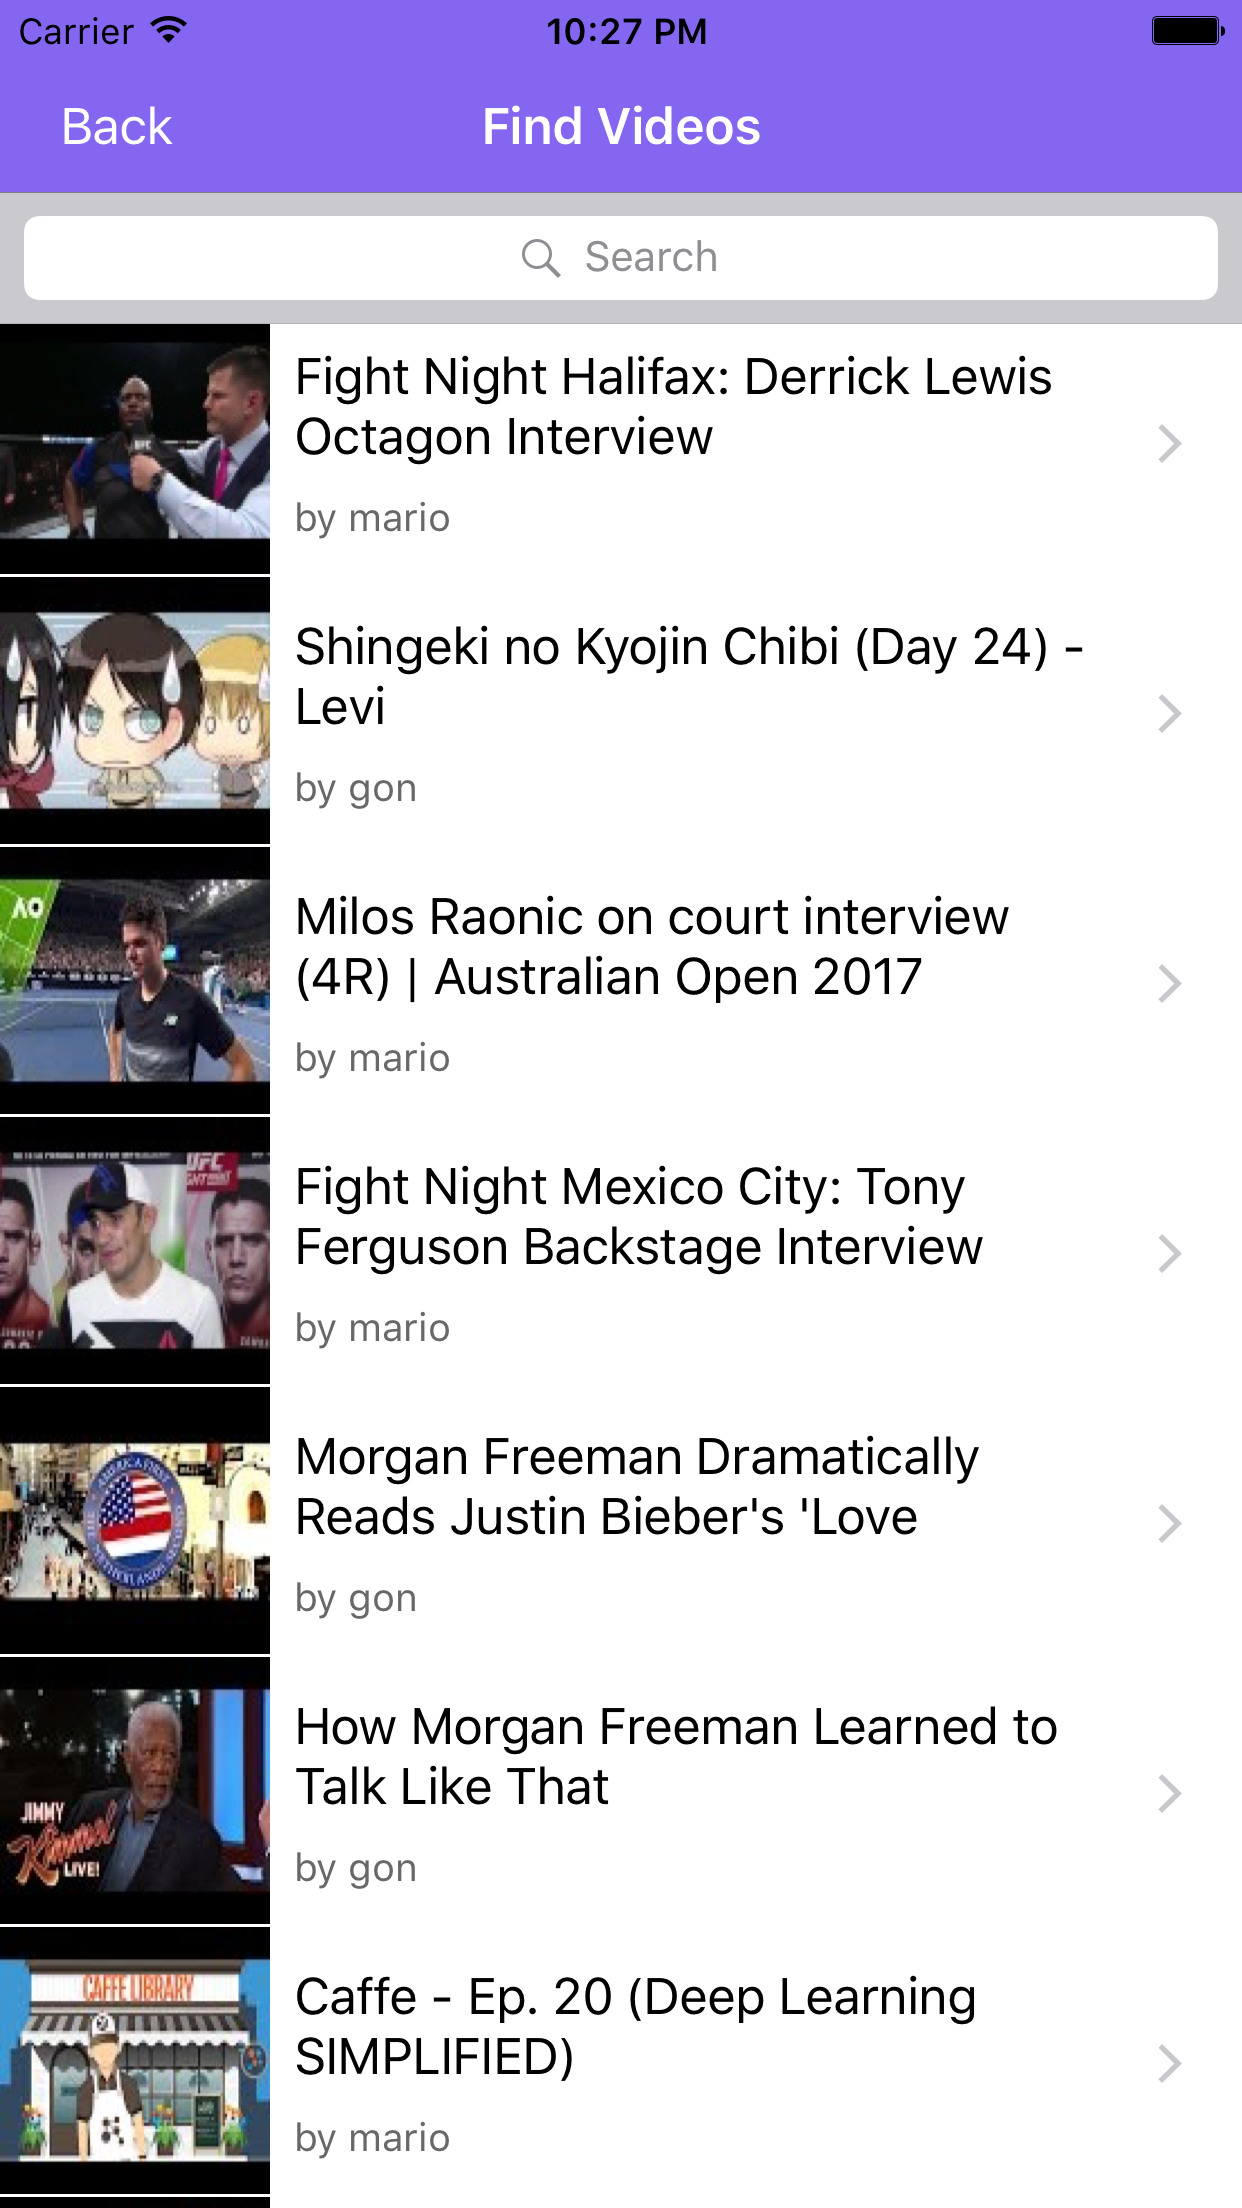 Carrier 10:27 PM
Back Find Videos
Search
Fight Night Halifax: Derrick Lewis
Octagon Interview
by mario
Shingeki no Kyojin Chibi (Day 24) -
Levi
by gon
AO
Milos Raonic on court interview
(4R) | Australian Open 2017
by mario
UFC
Fight Night Mexico City: Tony
Ferguson Backstage Interview
by mario
Morgan Freeman Dramatically
Reads Justin Bieber's 'Love
by gon
JIMMY
Kimmel
LIVE!
How Morgan Freeman Learned to
Talk Like That
by gon
CAFFE LIBRARY
Caffe - Ep. 20 (Deep Learning
SIMPLIFIED)
by mario